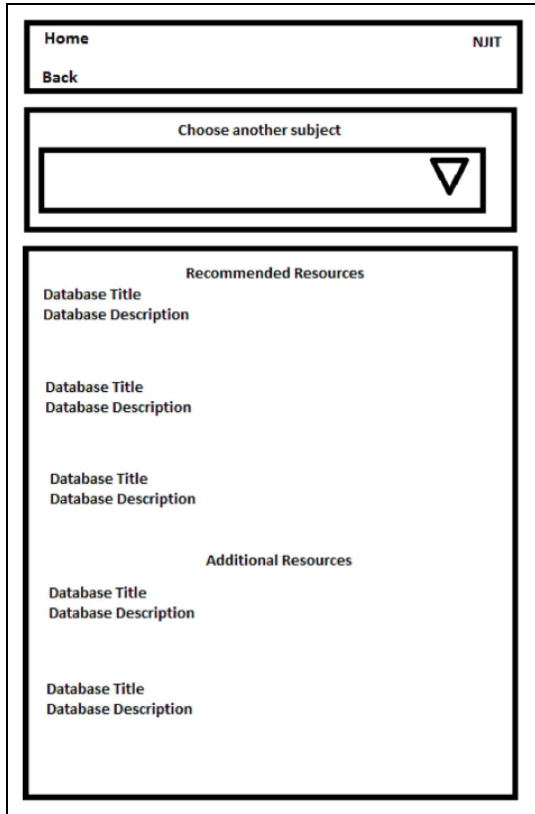 Home
NJIT
Back
Choose another subject
Recommended Resources
Database Title
Database Description
Database Title
Database Description
Database Title
Database Description
Additional Resources
Database Title
Database Description
Database Title
Database Description